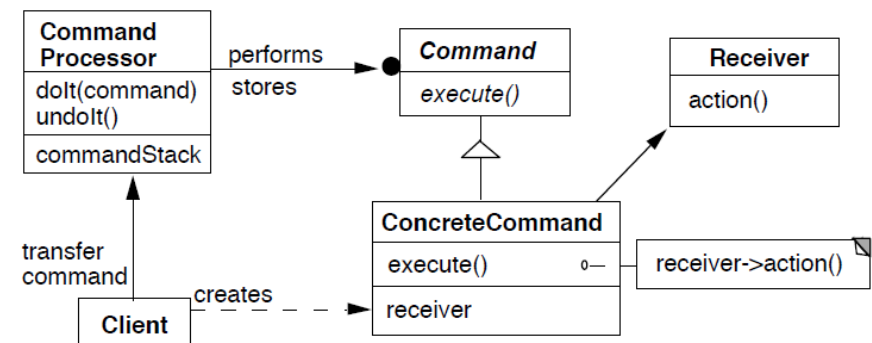 Command
Processor
doIt(command)
undoIt()
commandStack
performs
stores
Command
execute()
Receiver
action()
ConcreteCommand
execute()
receiver
receiver->action()
transfer
command
creates
Client